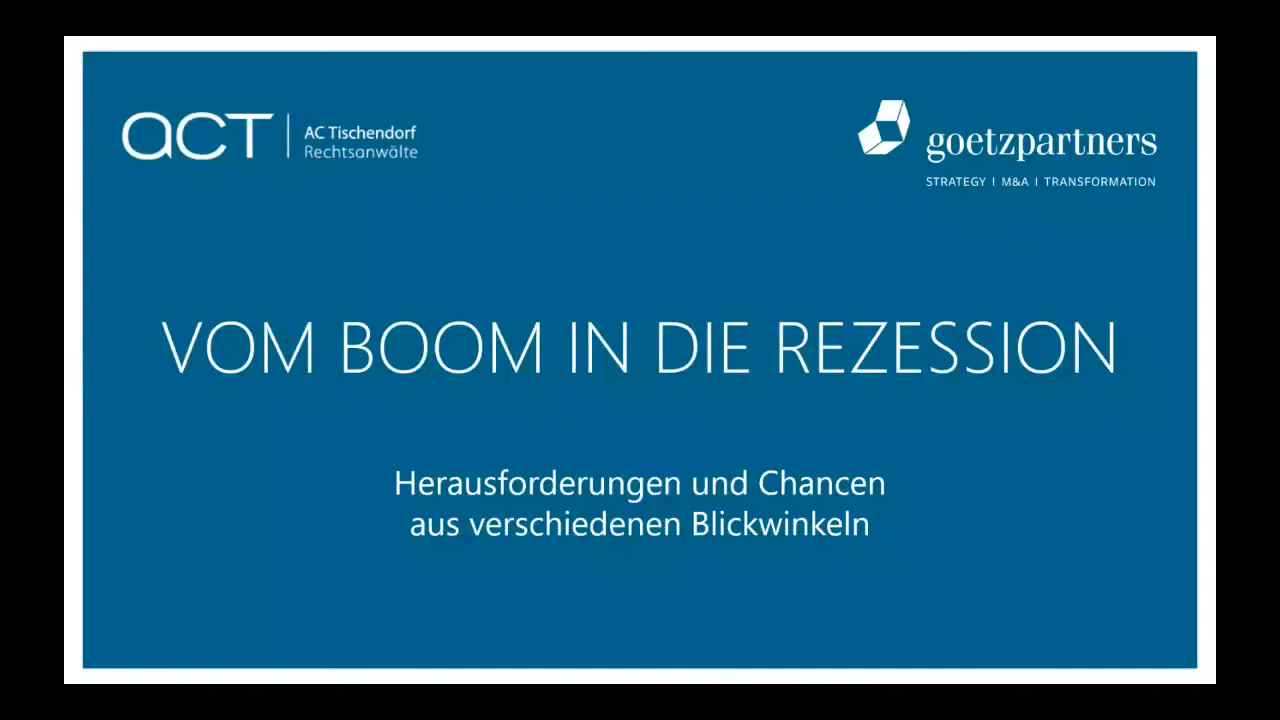 aCT
AC Tischendorf
Rechtsanwälte
goetzpartners
STRATEGY | M&A | TRANSFORMATION
VOM BOOM IN DIE REZESSION
Herausforderungen und Chancen
aus verschiedenen Blickwinkeln